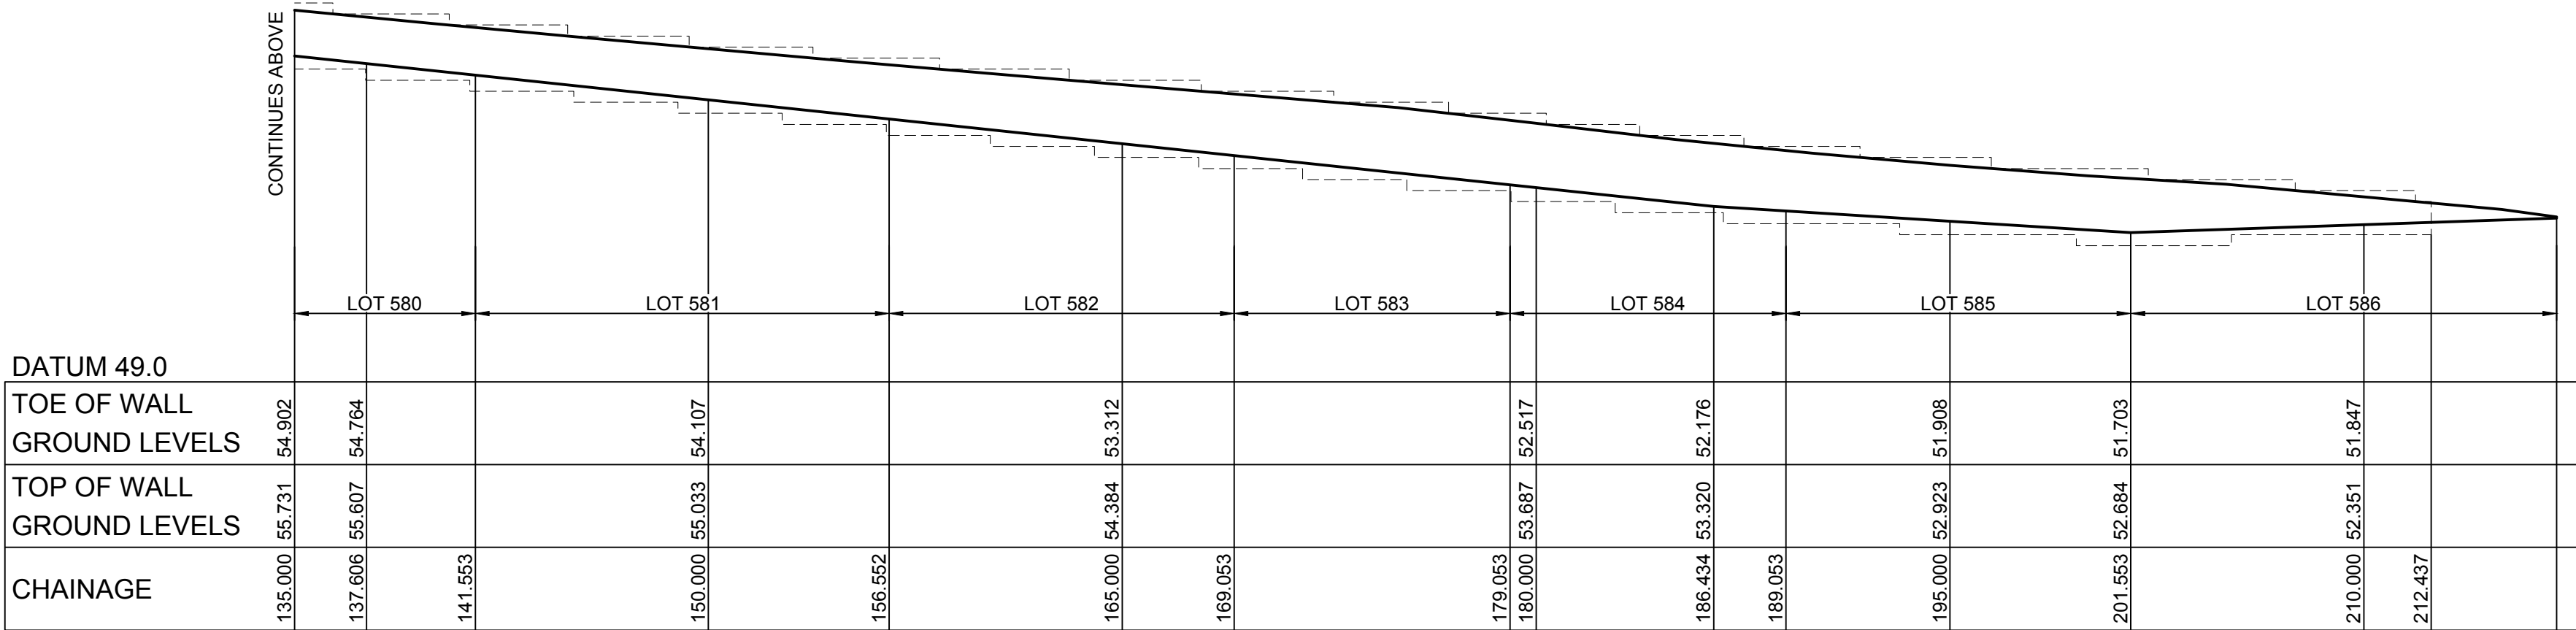 CONTINUES ABOVE
LOT 580
LOT 581
LOT 582
LOT 583
LOT 584
LOT 585
LOT 586
DATUM 49.0
TOE OF WALL
GROUND LEVELS
54.902
54.764
54.107
53.312
52.517
52.176
51.908
51.703
51.847
TOP OF WALL
GROUND LEVELS
55.731
55.607
55.033
54.384
53.687
53.320
52.923
52.684
52.351
CHAINAGE
135.000
137.606
141.553
150.000
156.552
165.000
169.053
179.053
180.000
186.434
189.053
195.000
201.553
210.000
212.437